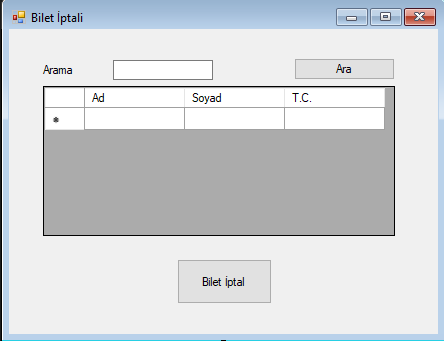 Bilet İptali
Arama Ara
Ad Soyad T.C.
Bilet İptal